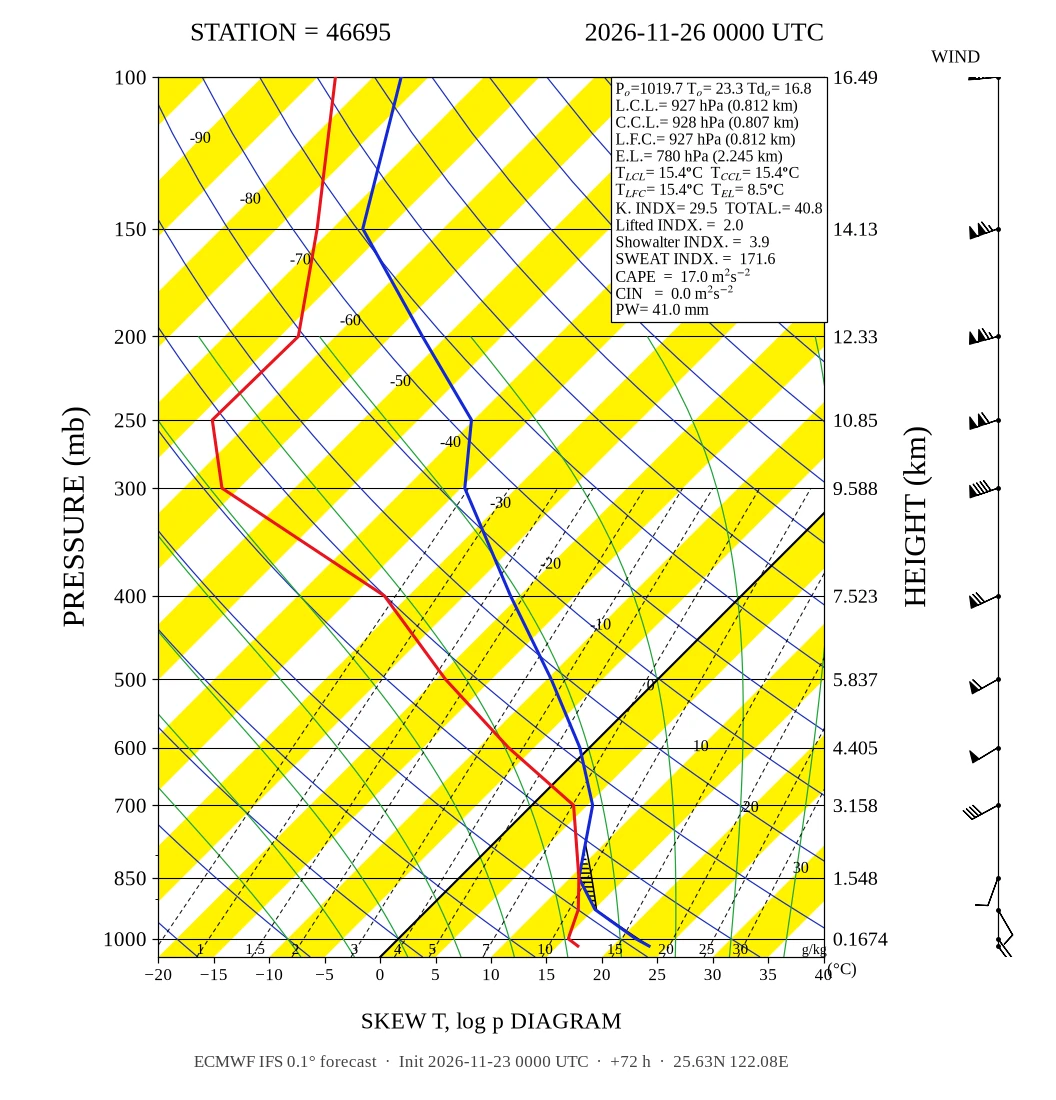 STATION = 46695
2026-11-26 0000 UTC
WIND
P₀=1019.7 T₀= 23.3 Td₀= 16.8
L.C.L.= 927 hPa (0.812 km)
C.C.L.= 928 hPa (0.807 km)
L.F.C.= 927 hPa (0.812 km)
E.L.= 780 hPa (2.245 km)
T_LCL= 15.4°C T_CCL= 15.4°C
T_LFC= 15.4°C T_EL= 8.5°C
K. INDX= 29.5 TOTAL.= 40.8
Lifted INDX. = 2.0
Showalter INDX. = 3.9
SWEAT INDX. = 171.6
CAPE = 17.0 m²s⁻²
CIN = 0.0 m²s⁻²
PW= 41.0 mm
PRESSURE (mb)
100
150
200
250
300
400
500
600
700
850
1000
-90
-80
-70
-60
-50
-40
-30
-20
-10
0
10
20
30
16.49
14.13
12.33
10.85
9.588
7.523
5.837
4.405
3.158
1.548
0.1674
HEIGHT (km)
1 1.5 2 3 4 5 7 10 15 20 25 30 g/kg
−20 −15 −10 −5 0 5 10 15 20 25 30 35 40 (°C)
SKEW T, log p DIAGRAM
ECMWF IFS 0.1° forecast · Init 2026-11-23 0000 UTC · +72 h · 25.63N 122.08E